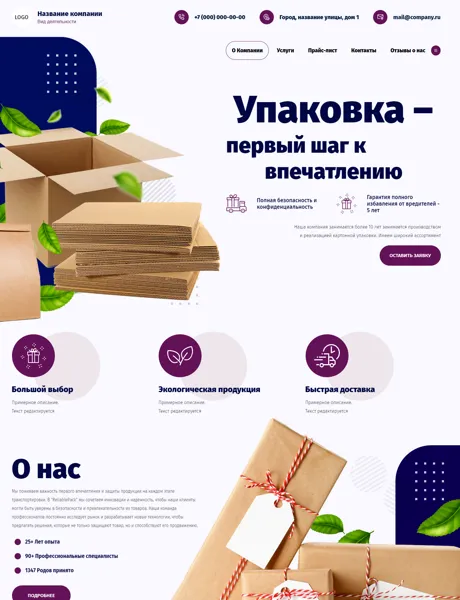 LOGO
Название компании
Вид деятельности
+7 (000) 000-00-00
Город, название улицы, дом 1
mail@company.ru
О Компании
Услуги
Прайс-лист
Контакты
Отзывы о нас
Упаковка –
первый шаг к
впечатлению
Полная безопасность и
конфиденциальность
Гарантия полного
избавления от вредителей -
5 лет
Наша компания занимается более 10 лет занимается производством
и реализацией картонной упаковки. Имеем широкий ассортимент
ОСТАВИТЬ ЗАЯВКУ
Большой выбор
Примерное описание.
Текст редактируется
Экологическая продукция
Примерное описание.
Текст редактируется
Быстрая доставка
Примерное описание.
Текст редактируется
О нас
Мы понимаем важность первого впечатления и защиты продукции на каждом этапе
транспортировки. В "ReliablePack" мы сочетаем инновации и надежность, чтобы наши клиенты
могли быть уверены в безопасности и привлекательности их товаров. Наша команда
профессионалов постоянно исследует рынок и разрабатывает новые технологии, чтобы
предлагать решения, которые не только защищают товар, но и способствуют его продвижению.
25+ Лет опыта
90+ Профессиональные специалисты
1347 Родов принято
ПОДРОБНЕЕ